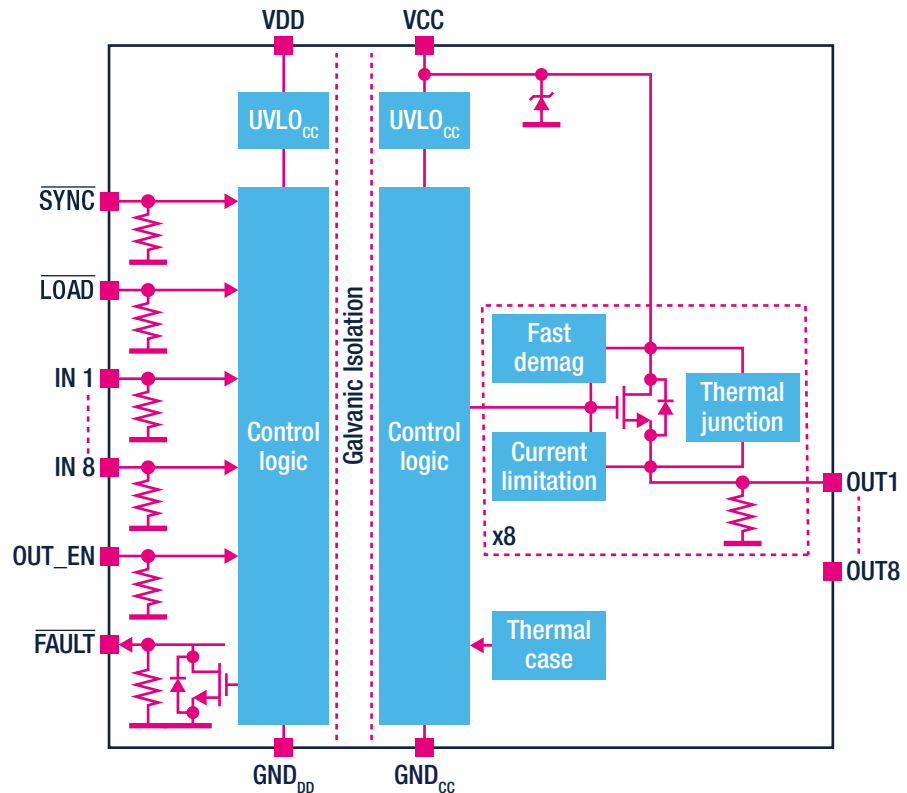 VDD
VCC
UVLOCC
UVLOCC
SYNC
LOAD
IN 1
IN 8
OUT_EN
FAULT
Control
logic
Galvanic Isolation
Control
logic
Fast
demag
Thermal
junction
Current
limitation
x8
OUT1
OUT8
Thermal
case
GNDDD
GNDCC